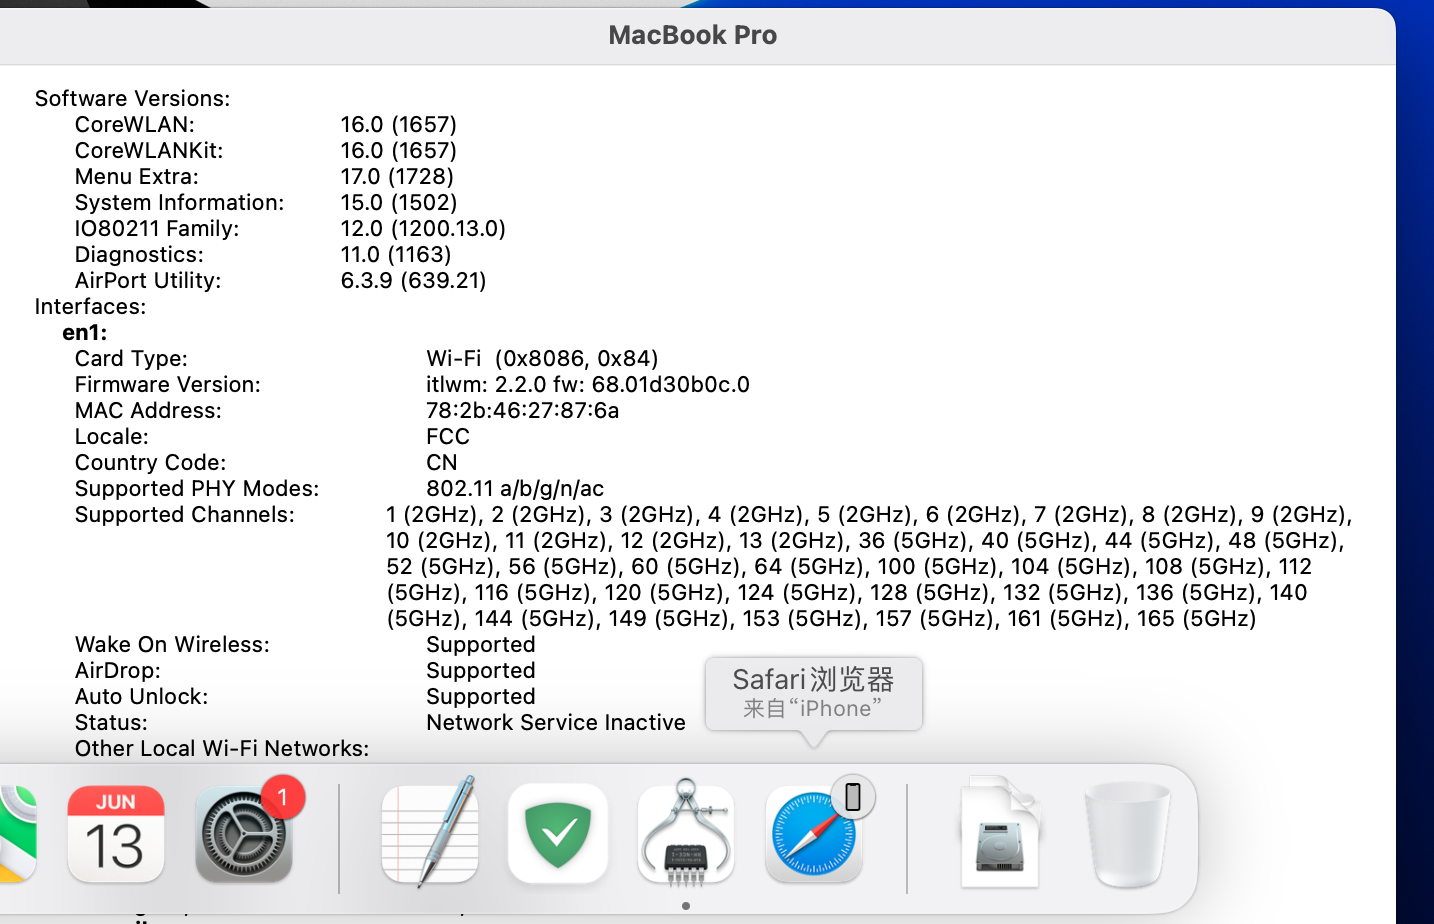 MacBook Pro
Software Versions:
CoreWLAN: 16.0 (1657)
CoreWLANKit: 16.0 (1657)
Menu Extra: 17.0 (1728)
System Information: 15.0 (1502)
IO80211 Family: 12.0 (1200.13.0)
Diagnostics: 11.0 (1163)
AirPort Utility: 6.3.9 (639.21)
Interfaces:
en1:
Card Type: Wi-Fi (0x8086, 0x84)
Firmware Version: itlwm: 2.2.0 fw: 68.01d30b0c.0
MAC Address: 78:2b:46:27:87:6a
Locale: FCC
Country Code: CN
Supported PHY Modes: 802.11 a/b/g/n/ac
Supported Channels: 1 (2GHz), 2 (2GHz), 3 (2GHz), 4 (2GHz), 5 (2GHz), 6 (2GHz), 7 (2GHz), 8 (2GHz), 9 (2GHz),
10 (2GHz), 11 (2GHz), 12 (2GHz), 13 (2GHz), 36 (5GHz), 40 (5GHz), 44 (5GHz), 48 (5GHz),
52 (5GHz), 56 (5GHz), 60 (5GHz), 64 (5GHz), 100 (5GHz), 104 (5GHz), 108 (5GHz), 112
(5GHz), 116 (5GHz), 120 (5GHz), 124 (5GHz), 128 (5GHz), 132 (5GHz), 136 (5GHz), 140
(5GHz), 144 (5GHz), 149 (5GHz), 153 (5GHz), 157 (5GHz), 161 (5GHz), 165 (5GHz)
Wake On Wireless: Supported
AirDrop: Supported
Auto Unlock: Supported
Status: Network Service Inactive
Other Local Wi-Fi Networks:
Safari浏览器
来自“iPhone”
JUN
13
1